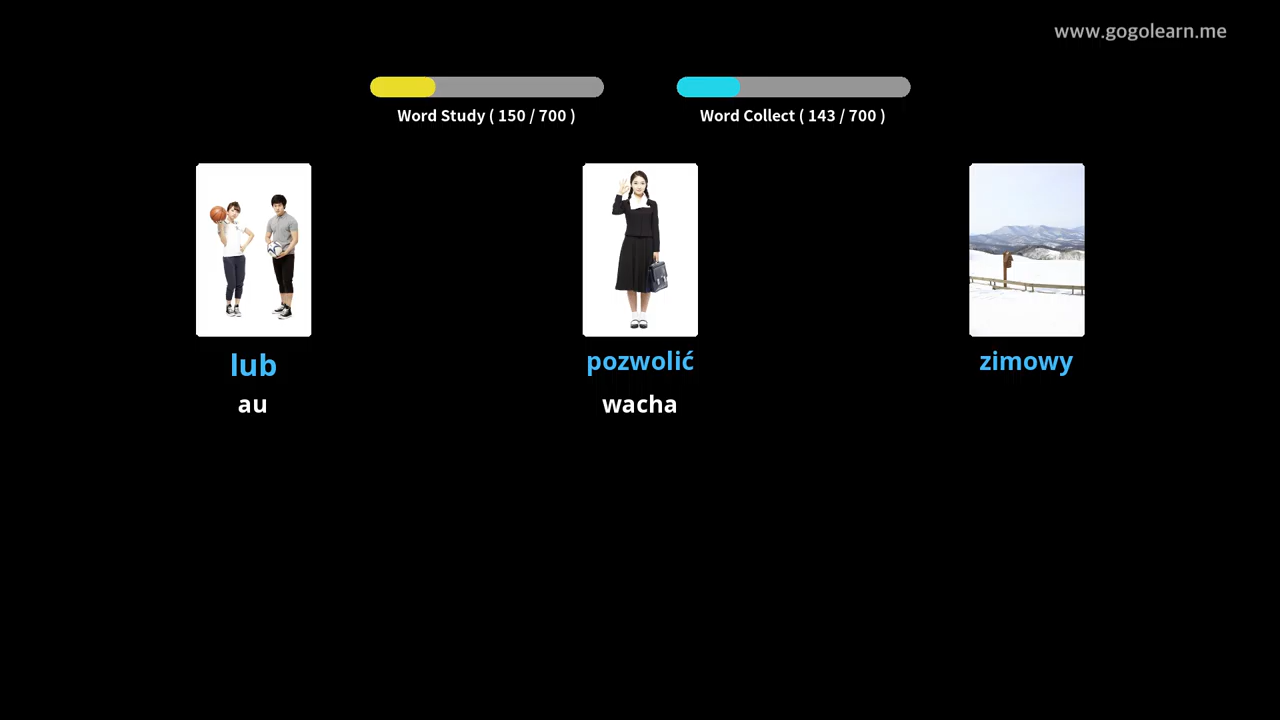 www.gogolearn.me
Word Study ( 150 / 700 )
Word Collect ( 143 / 700 )
lub
pozwolić
zimowy
au
wacha